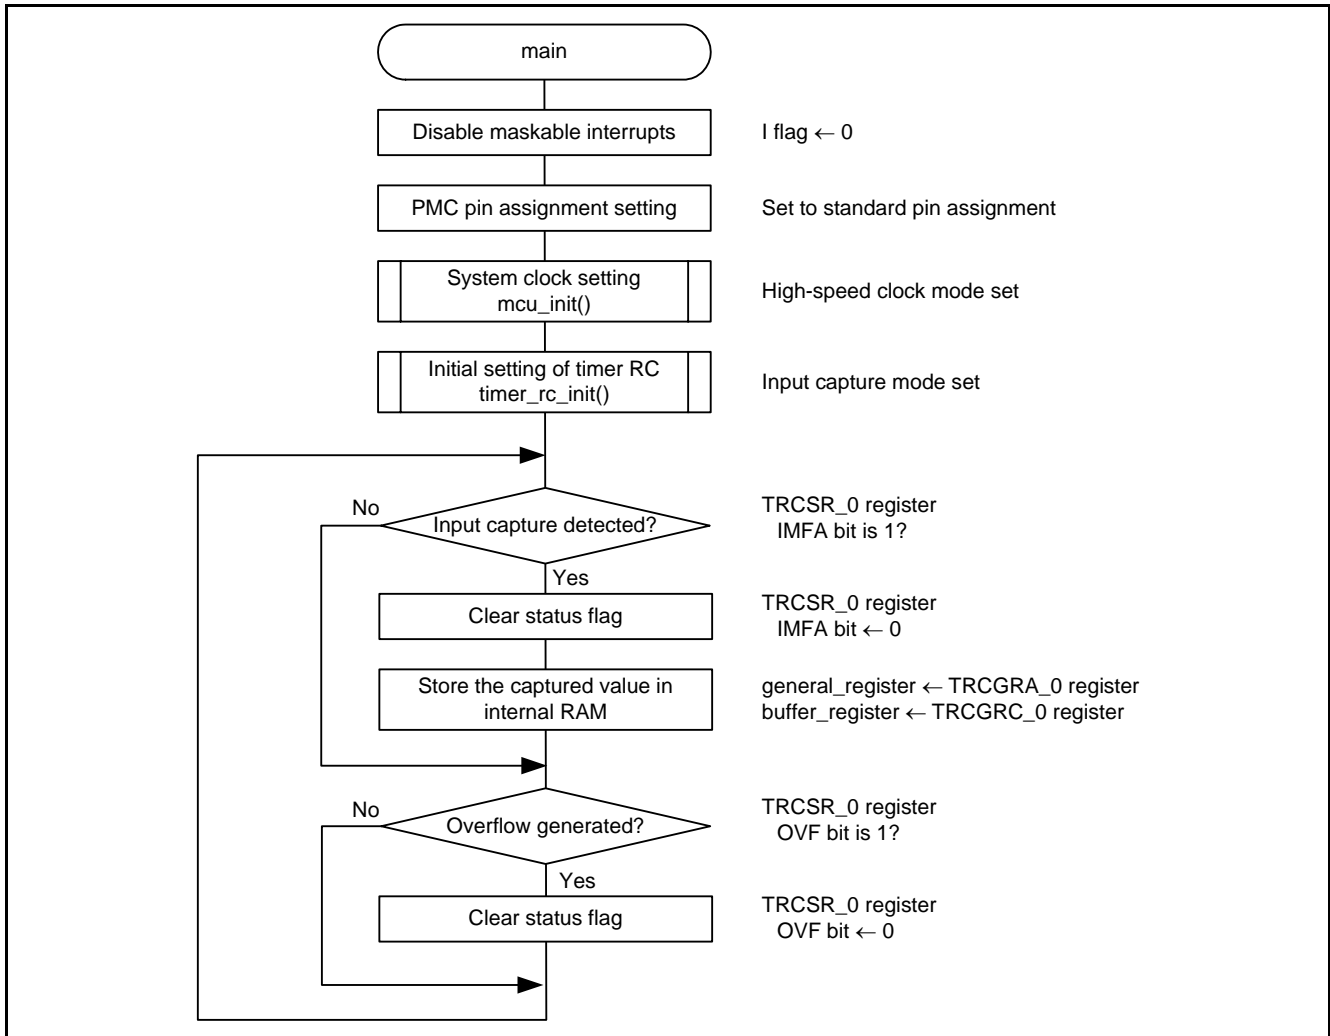 main
Disable maskable interrupts
I flag ← 0
PMC pin assignment setting
Set to standard pin assignment
System clock setting
mcu_init()
High-speed clock mode set
Initial setting of timer RC
timer_rc_init()
Input capture mode set
No
Input capture detected?
TRCSR_0 register
IMFA bit is 1?
Yes
Clear status flag
TRCSR_0 register
IMFA bit ← 0
Store the captured value in
internal RAM
general_register ← TRCGRA_0 register
buffer_register ← TRCGRC_0 register
No
Overflow generated?
TRCSR_0 register
OVF bit is 1?
Yes
Clear status flag
TRCSR_0 register
OVF bit ← 0